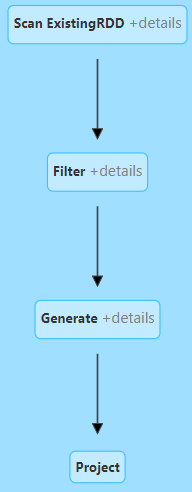 Scan ExistingRDD +details
Filter +details
Generate +details
Project